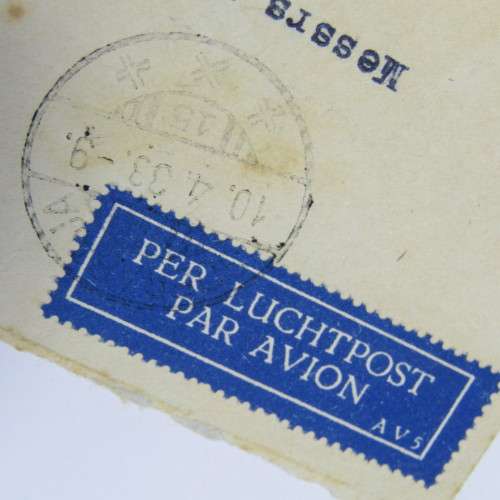 Messrs
10.4.33.-9.
PER LUCHTPOST
PAR AVION
AV5